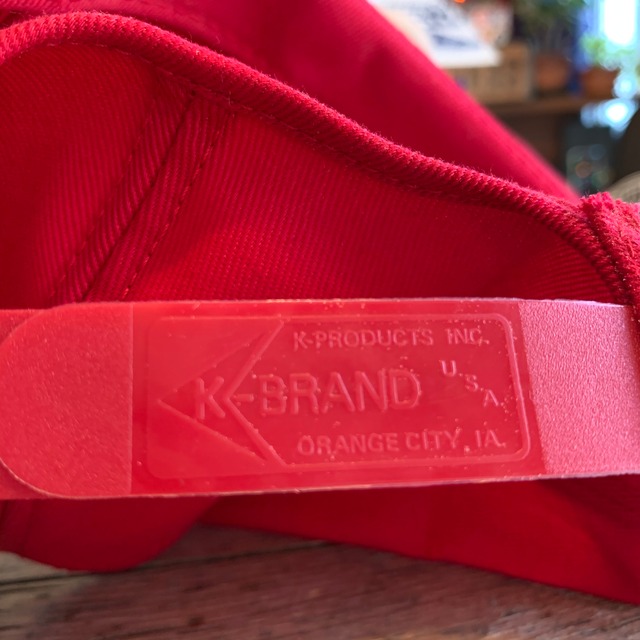 K-PRODUCTS INC.
K-BRAND
U.S.A.
ORANGE CITY, IA.